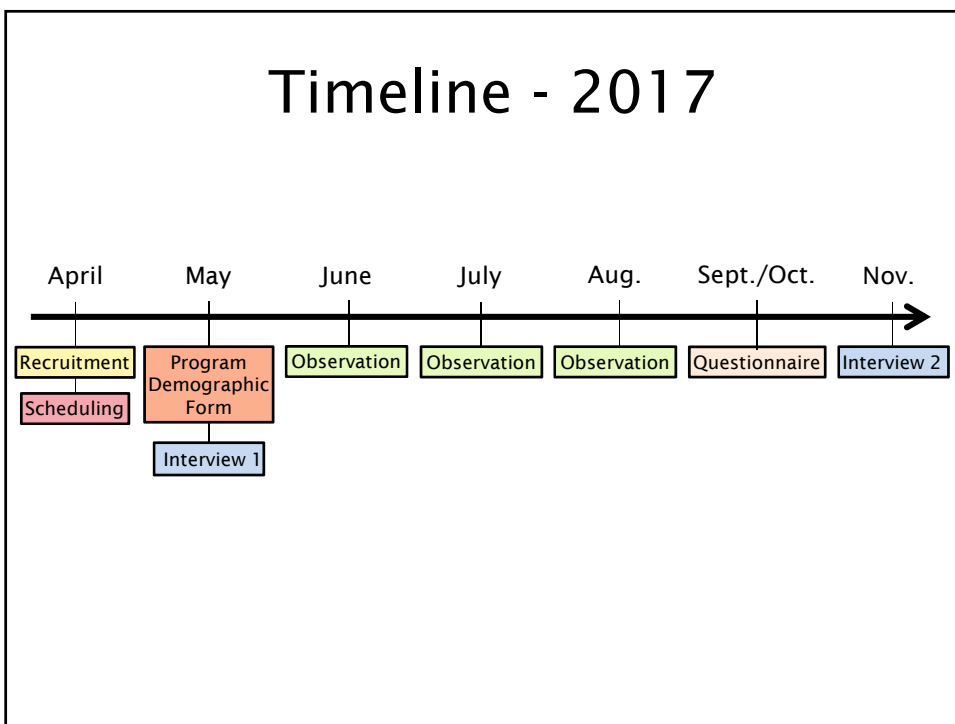 Timeline - 2017
April May June July Aug. Sept./Oct. Nov.
Recruitment
Scheduling
Program
Demographic
Form
Interview 1
Observation
Observation
Observation
Questionnaire
Interview 2